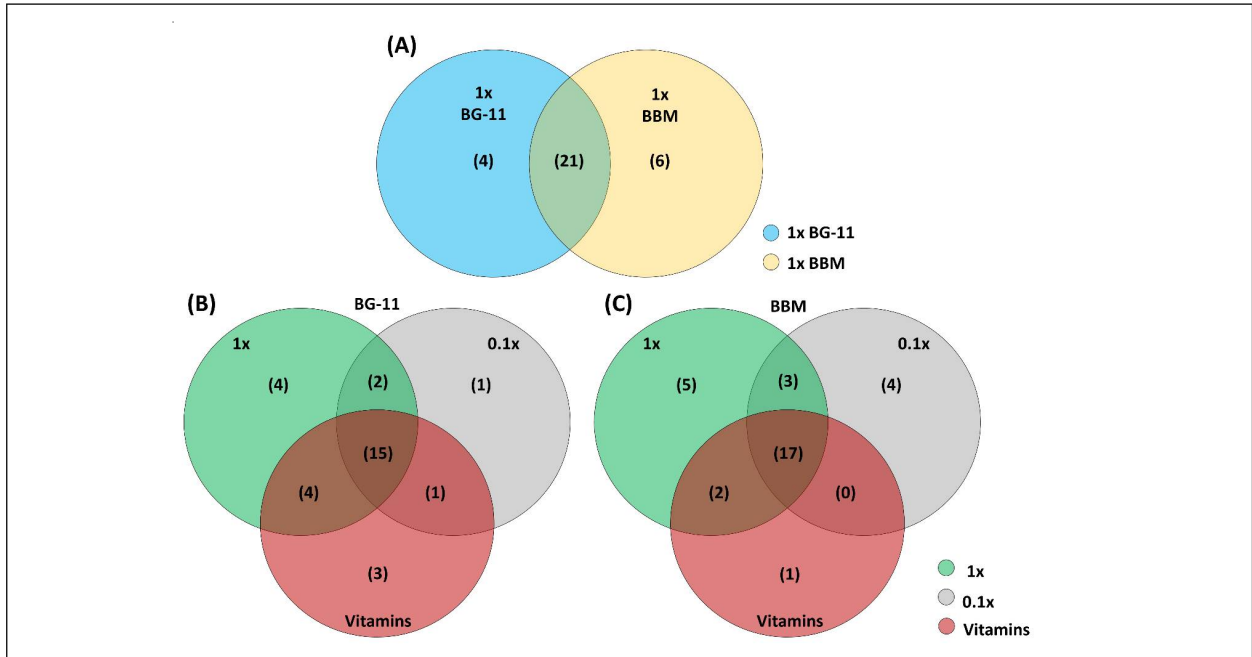 (A)
1x
BG-11
1x
BBM
(4)
(21)
(6)
1x BG-11
1x BBM
(B)
BG-11
1x
0.1x
(4)
(2)
(1)
(15)
(4)
(1)
(3)
Vitamins
(C)
BBM
1x
0.1x
(5)
(3)
(4)
(17)
(2)
(0)
(1)
Vitamins
1x
0.1x
Vitamins